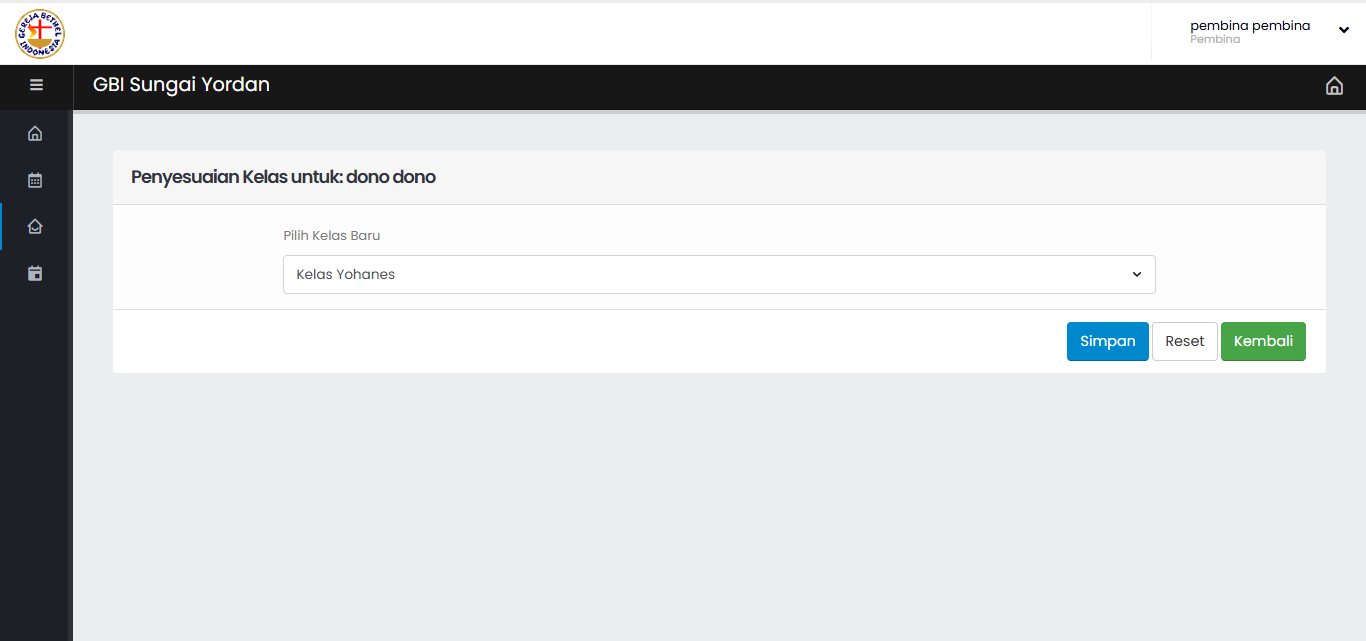 GEREJA BETHEL
INDONESIA
pembina pembina
Pembina
GBI Sungai Yordan
Penyesuaian Kelas untuk: dono dono
Pilih Kelas Baru
Kelas Yohanes
Simpan Reset Kembali